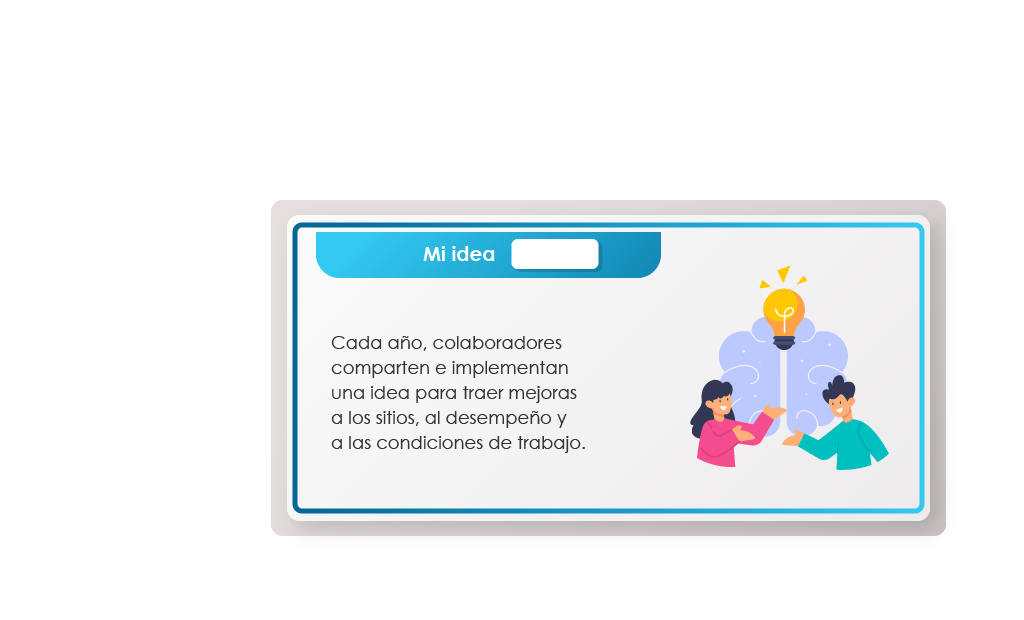 Mi idea
Cada año, colaboradores
comparten e implementan
una idea para traer mejoras
a los sitios, al desempeño y
a las condiciones de trabajo.